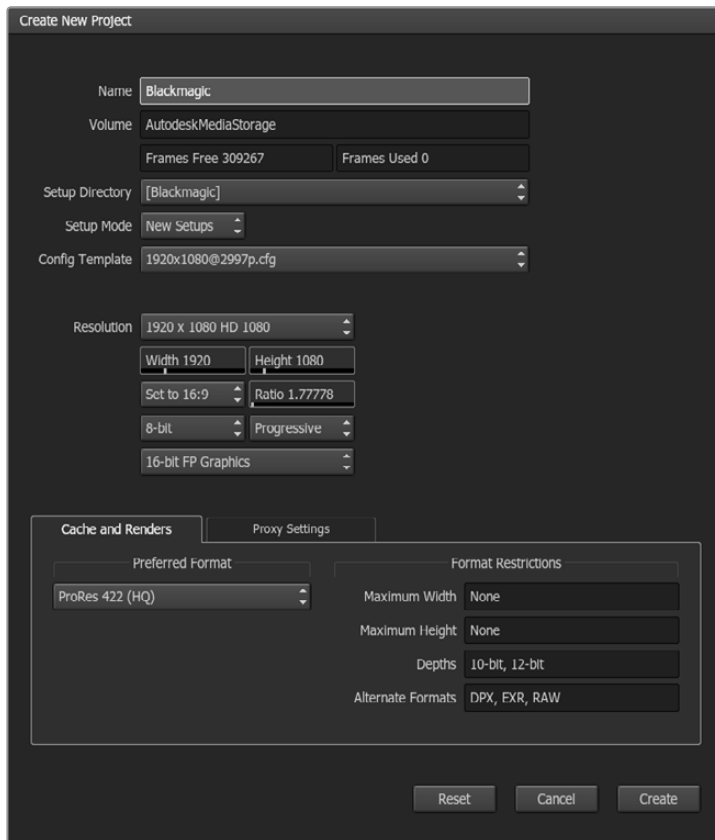 Create New Project
Name Blackmagic
Volume AutodeskMediaStorage
Frames Free 309267 Frames Used 0
Setup Directory [Blackmagic]
Setup Mode New Setups
Config Template 1920x1080@2997p.cfg
Resolution 1920 x 1080 HD 1080
Width 1920 Height 1080
Set to 16:9 Ratio 1.77778
8-bit Progressive
16-bit FP Graphics
Cache and Renders Proxy Settings
Preferred Format Format Restrictions
ProRes 422 (HQ) Maximum Width None
Maximum Height None
Depths 10-bit, 12-bit
Alternate Formats DPX, EXR, RAW
Reset Cancel Create